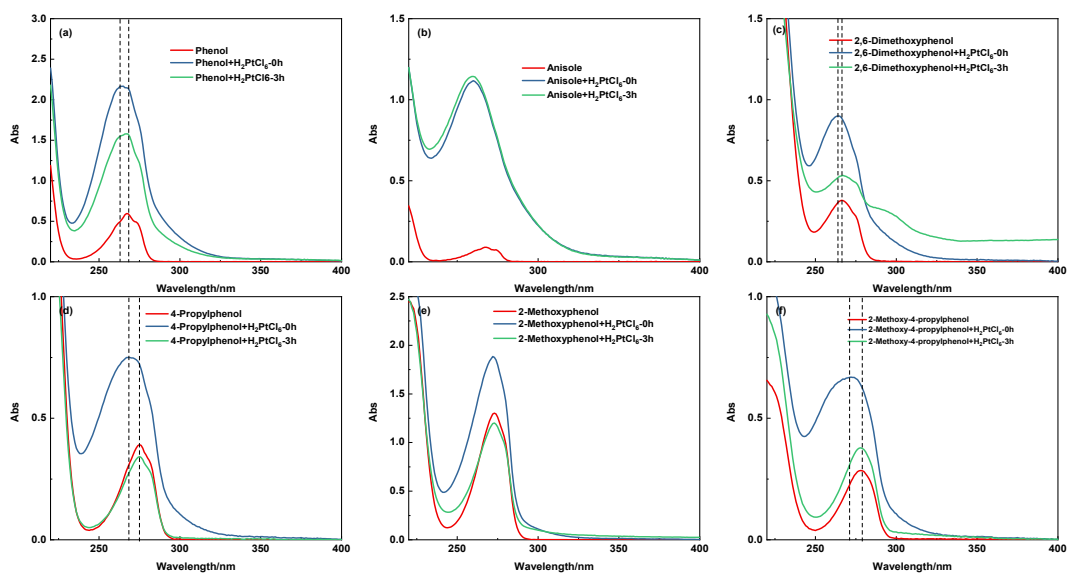 (a)
Phenol
Phenol+H₂PtCl₆-0h
Phenol+H₂PtCl6-3h
3.0
2.5
2.0
1.5
1.0
0.5
0.0
Abs
250
300
350
400
Wavelength/nm
(b)
Anisole
Anisole+H₂PtCl₆-0h
Anisole+H₂PtCl₆-3h
1.5
1.0
0.5
0.0
Abs
250
300
350
400
Wavelength/nm
(c)
2,6-Dimethoxyphenol
2,6-Dimethoxyphenol+H₂PtCl₆-0h
2,6-Dimethoxyphenol+H₂PtCl₆-3h
1.5
1.0
0.5
0.0
Abs
250
300
350
400
Wavelength/nm
(d)
4-Propylphenol
4-Propylphenol+H₂PtCl₆-0h
4-Propylphenol+H₂PtCl₆-3h
1.0
0.5
0.0
Abs
250
300
350
400
Wavelength/nm
(e)
2-Methoxyphenol
2-Methoxyphenol+H₂PtCl₆-0h
2-Methoxyphenol+H₂PtCl₆-3h
2.5
2.0
1.5
1.0
0.5
0.0
Abs
250
300
350
400
Wavelength/nm
(f)
2-Methoxy-4-propylphenol
2-Methoxy-4-propylphenol+H₂PtCl₆-0h
2-Methoxy-4-propylphenol+H₂PtCl₆-3h
1.0
0.5
0.0
Abs
250
300
350
400
Wavelength/nm